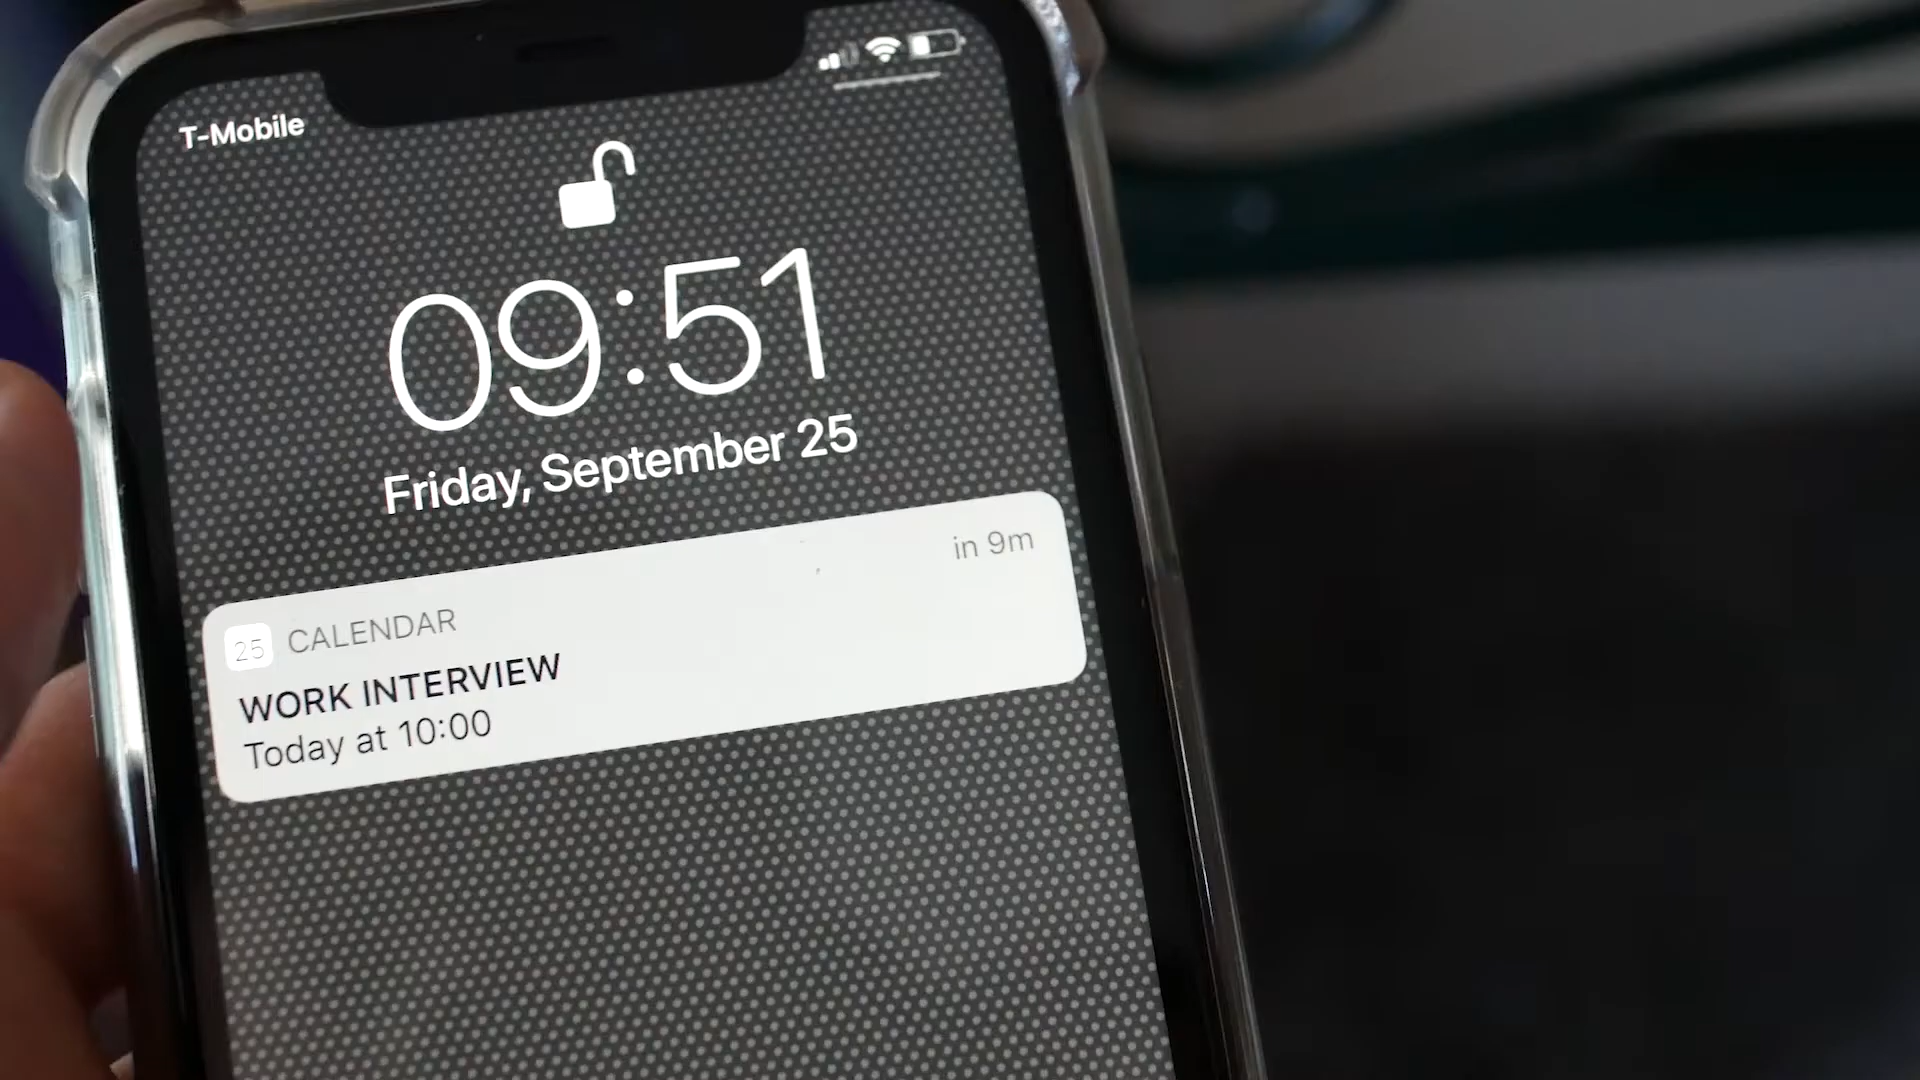 T-Mobile
09:51
Friday, September 25
in 9m
25 CALENDAR
WORK INTERVIEW
Today at 10:00